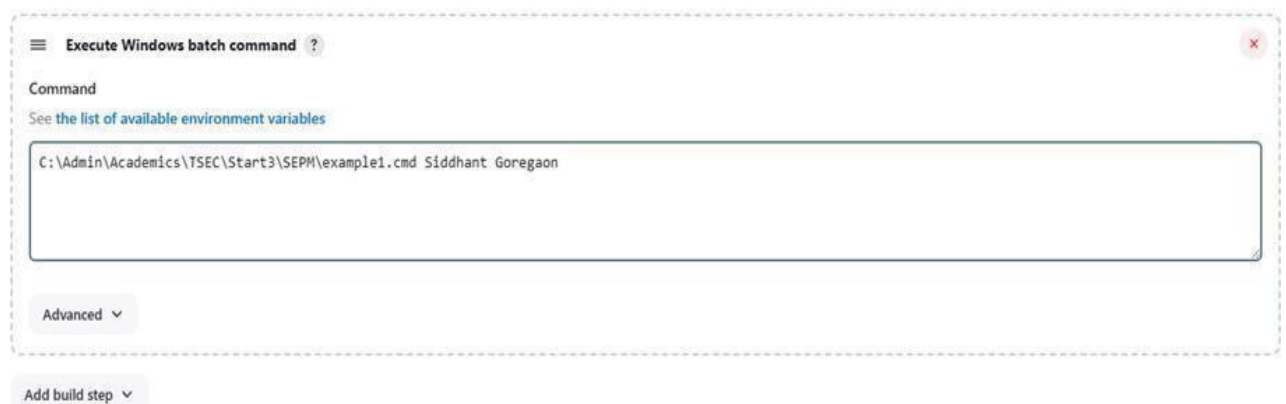 Execute Windows batch command ?
Command
See the list of available environment variables
C:\Admin\Academics\TSEC\Start3\SEPM\example1.cmd Siddhant Goregaon
Advanced
Add build step